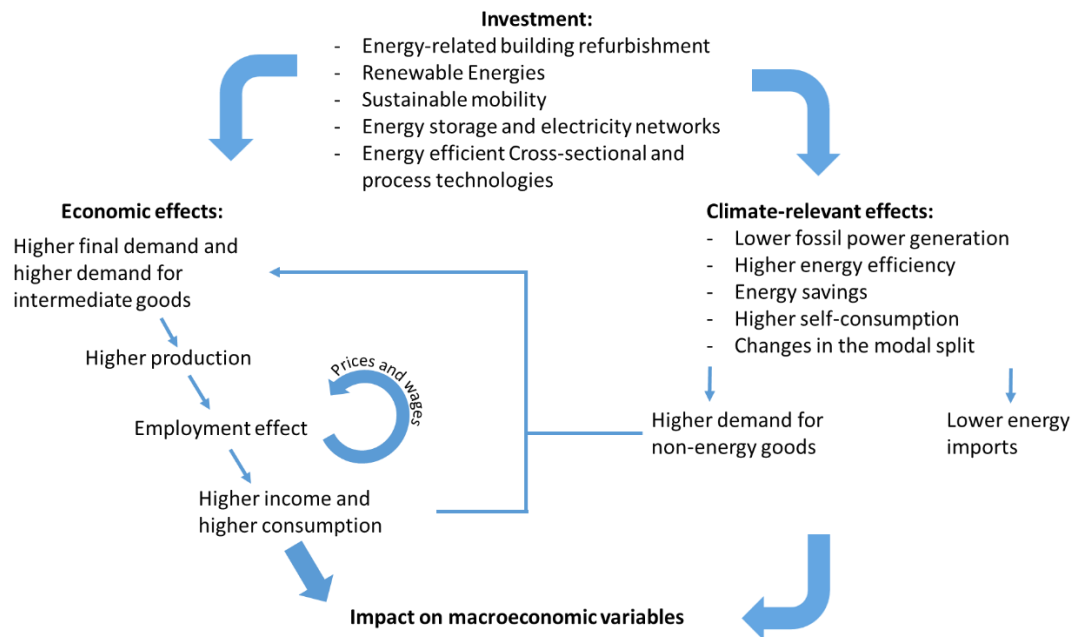 Investment:
- Energy-related building refurbishment
- Renewable Energies
- Sustainable mobility
- Energy storage and electricity networks
- Energy efficient Cross-sectional and
process technologies
Economic effects:
Higher final demand and
higher demand for
intermediate goods
Higher production
Employment effect
Prices and wages
Higher income and
higher consumption
Climate-relevant effects:
- Lower fossil power generation
- Higher energy efficiency
- Energy savings
- Higher self-consumption
- Changes in the modal split
Higher demand for
non-energy goods
Lower energy
imports
Impact on macroeconomic variables